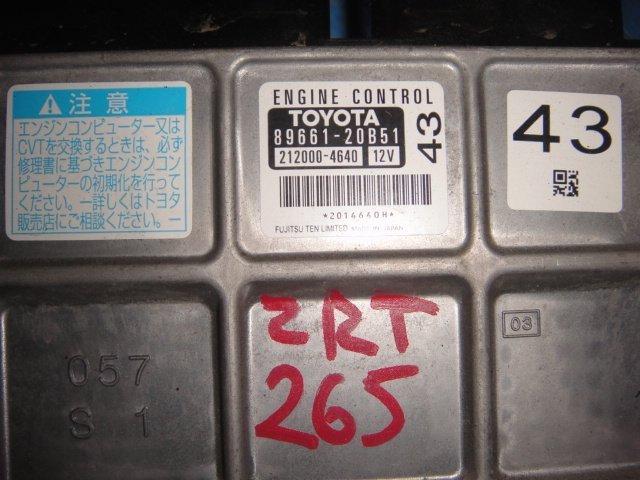 ⚠注意
エンジンコンピューター又は
CVTを交換するときは、必ず
修理書に基づきエンジンコン
ピューターの初期化を行って
ください。ー詳しくはトヨタ
販売店にご相談ください。ー
ENGINE CONTROL
TOYOTA
89661-20B51
212000-4640 12V
43
*2014640H*
FUJITSU TEN LIMITED MADE IN JAPAN
43
057
S 1
ZRT
265
03